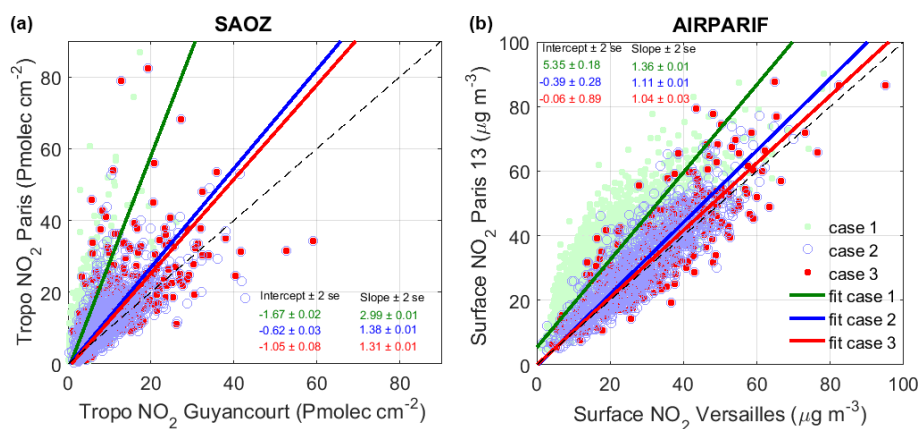 (a) SAOZ
Tropo NO2 Paris (Pmolec cm-2)
80
60
40
20
0
Intercept ± 2 se Slope ± 2 se
-1.67 ± 0.02 2.99 ± 0.01
-0.62 ± 0.03 1.38 ± 0.01
-1.05 ± 0.08 1.31 ± 0.01
0 20 40 60 80
Tropo NO2 Guyancourt (Pmolec cm-2)
(b) AIRPARIF
Surface NO2 Paris 13 (μg m-3)
100
80
60
40
20
0
Intercept ± 2 se Slope ± 2 se
5.35 ± 0.18 1.36 ± 0.01
-0.39 ± 0.28 1.11 ± 0.01
-0.06 ± 0.89 1.04 ± 0.03
case 1
case 2
case 3
fit case 1
fit case 2
fit case 3
0 20 40 60 80 100
Surface NO2 Versailles (μg m-3)